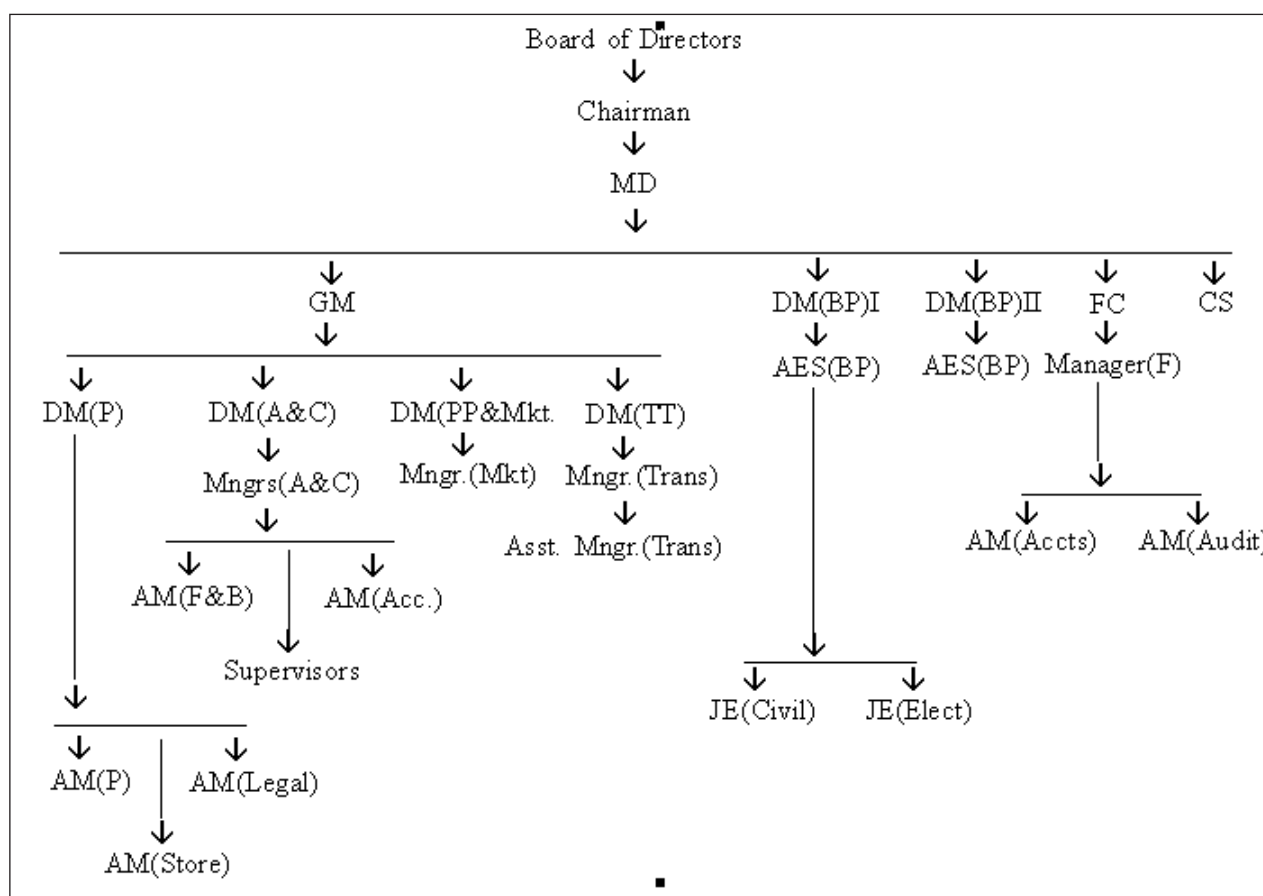 Board of Directors
Chairman
MD
GM
DM(BP)I
DM(BP)II
FC
CS
AES(BP)
AES(BP)
Manager(F)
DM(P)
DM(A&C)
DM(PP&Mkt.
DM(TT)
Mngrs(A&C)
Mngr.(Mkt)
Mngr.(Trans)
Asst. Mngr.(Trans)
AM(Accts)
AM(Audit)
AM(F&B)
AM(Acc.)
Supervisors
JE(Civil)
JE(Elect)
AM(P)
AM(Legal)
AM(Store)